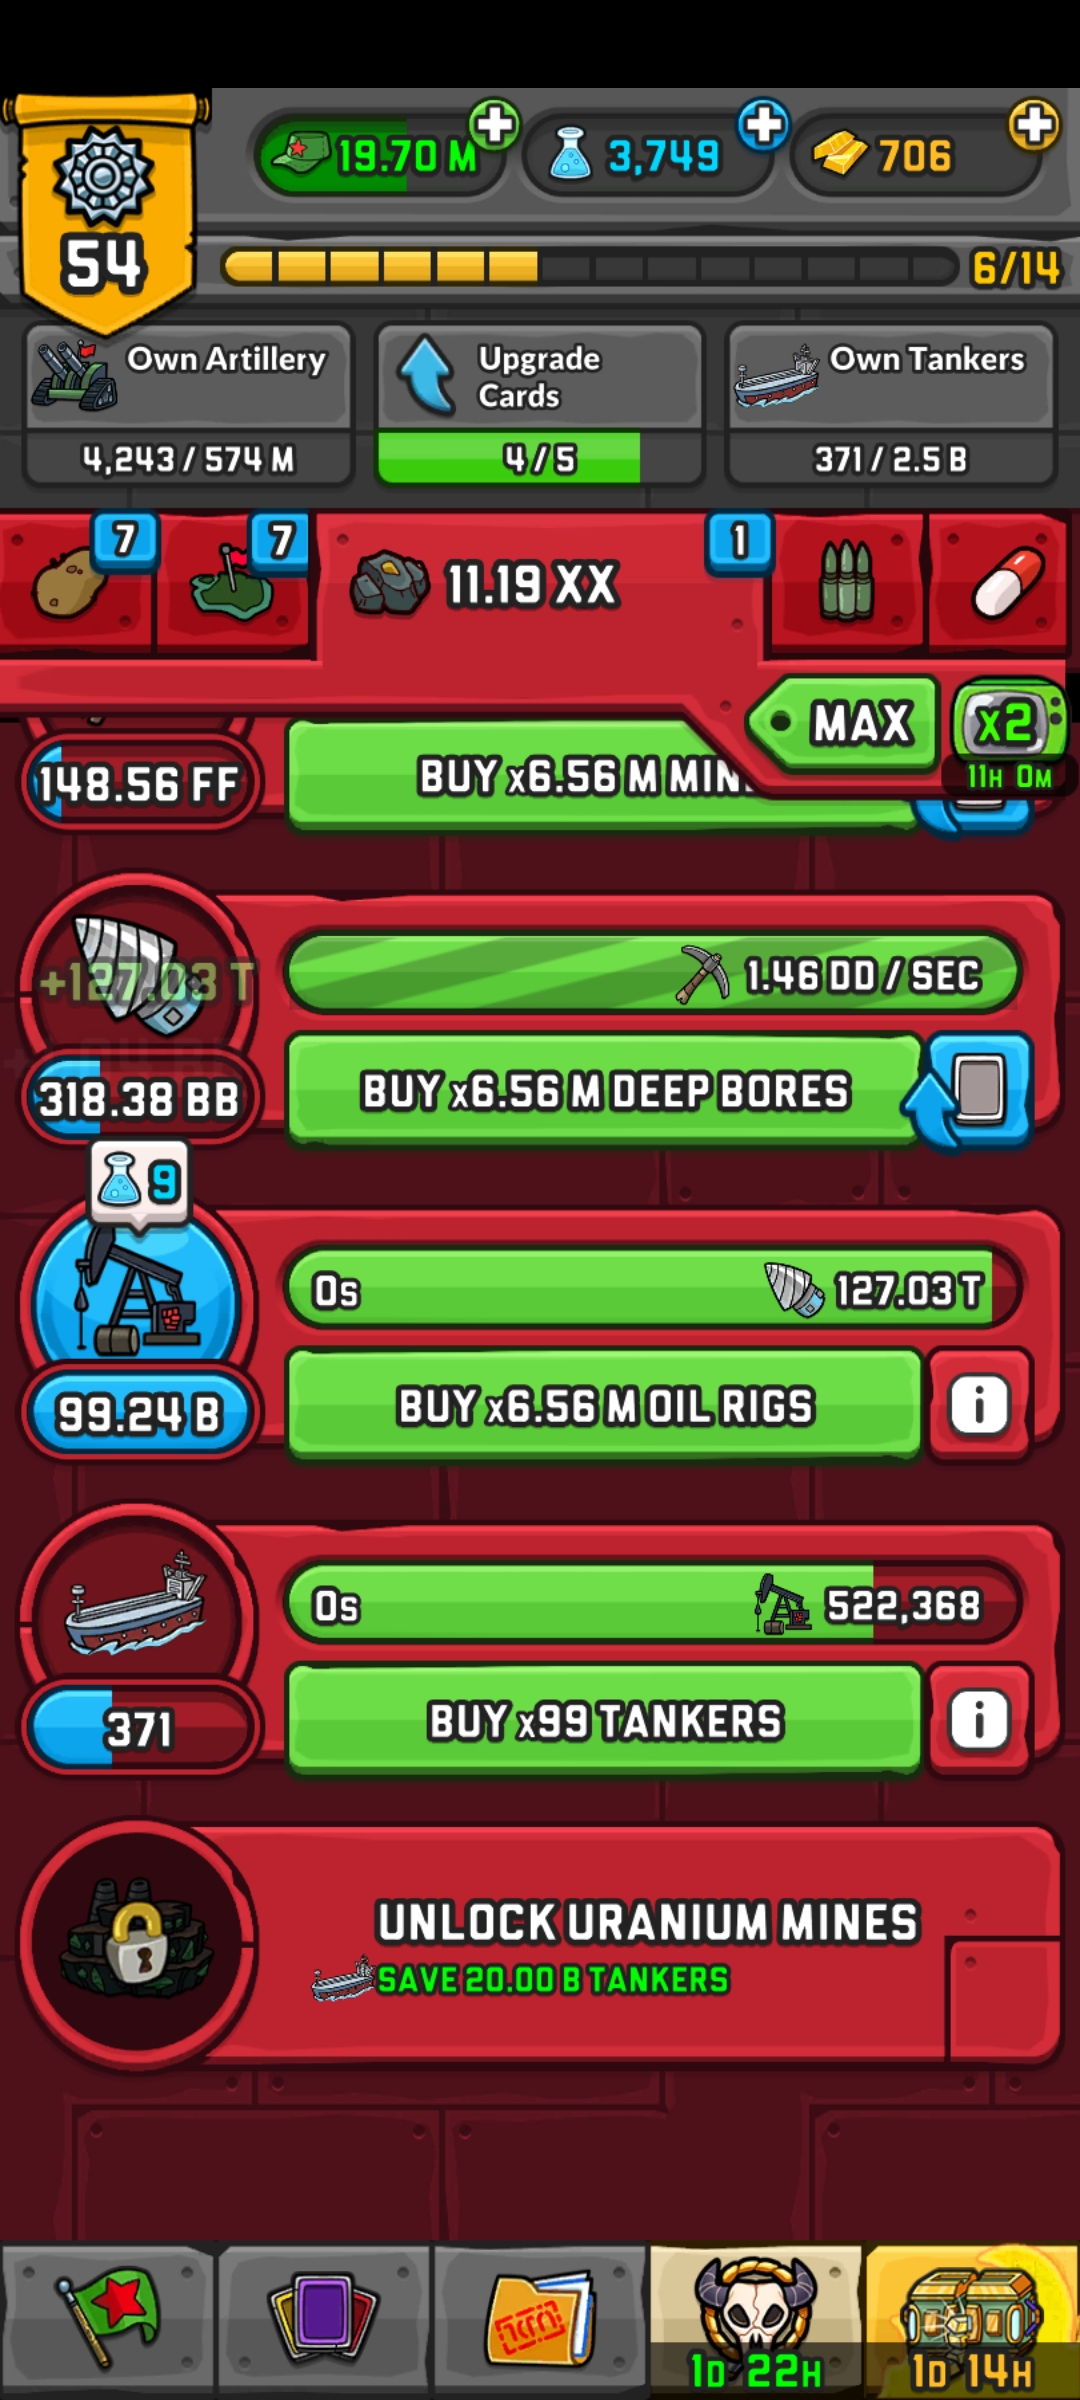 19.70 M
3,749
706
54
6/14
Own Artillery
4,243 / 574 M
Upgrade
Cards
4 / 5
Own Tankers
371 / 2.5 B
7
7
11.19 XX
1
MAX
x2
11H 0M
148.56 FF
BUY x6.56 M MIN
+127.03 T
1.46 DD / SEC
318.38 BB
BUY x6.56 M DEEP BORES
9
0s
127.03 T
99.24 B
BUY x6.56 M OIL RIGS
i
0s
522,368
371
BUY x99 TANKERS
i
UNLOCK URANIUM MINES
SAVE 20.00 B TANKERS
1D 22H
1D 14H